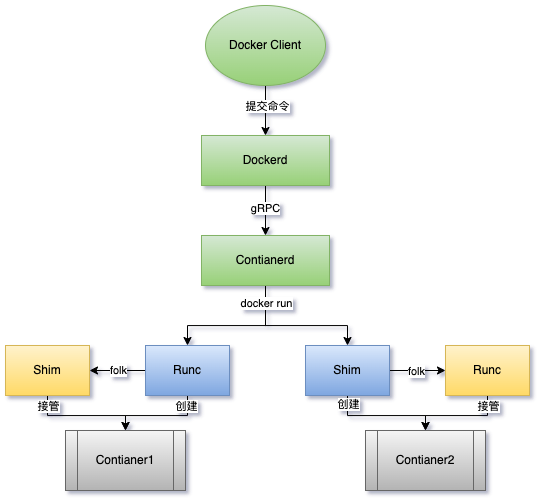 Docker Client
提交命令
Dockerd
gRPC
Contianerd
docker run
Shim
folk
Runc
Shim
folk
Runc
接管
创建
创建
接管
Contianer1
Contianer2